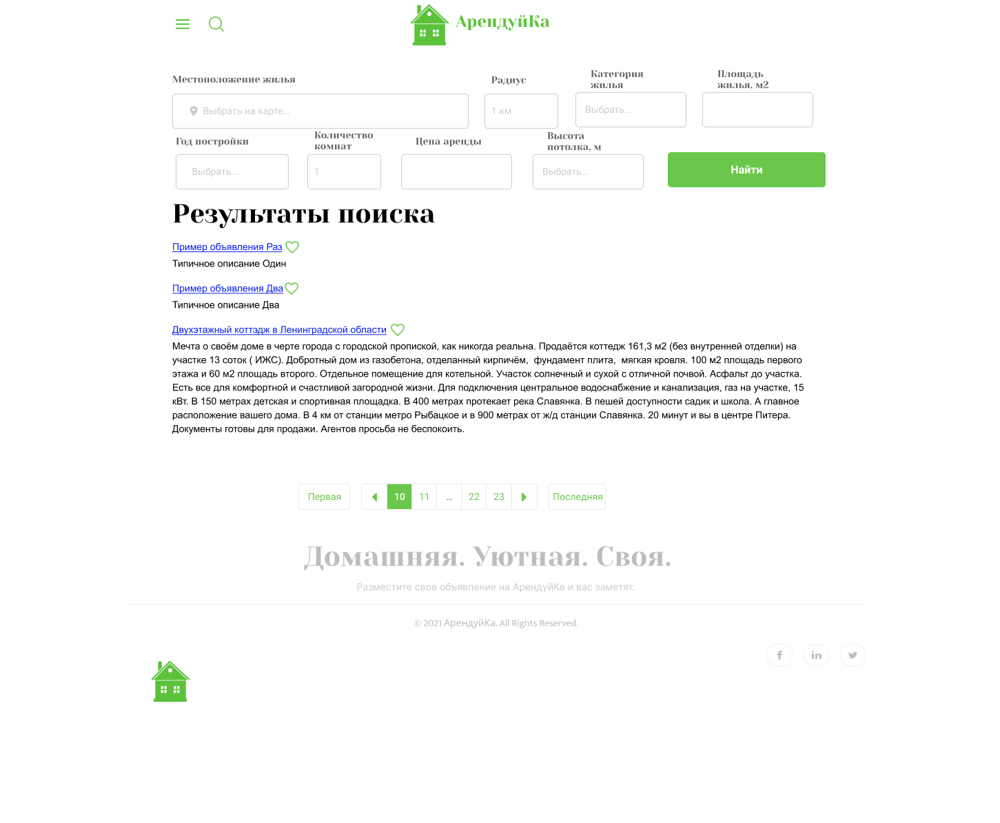 АрендуйКа
Местоположение жилья
Радиус
Категория
жилья
Площадь
жилья, м2
Выбрать на карте...
1 км
Выбрать...
Год постройки
Количество
комнат
Цена аренды
Высота
потолка, м
Выбрать...
1
Выбрать...
Найти
Результаты поиска
Пример объявления Раз
Типичное описание Один
Пример объявления Два
Типичное описание Два
Двухэтажный коттэдж в Ленинградской области
Мечта о своём доме в черте города с городской пропиской, как никогда реальна. Продаётся коттедж 161,3 м2 (без внутренней отделки) на
участке 13 соток ( ИЖС). Добротный дом из газобетона, отделанный кирпичём,  фундамент плита,  мягкая кровля. 100 м2 площадь первого
этажа и 60 м2 площадь второго. Отдельное помещение для котельной. Участок солнечный и сухой с отличной почвой. Асфальт до участка.
Есть все для комфортной и счастливой загородной жизни. Для подключения центральное водоснабжение и канализация, газ на участке, 15
кВт. В 150 метрах детская и спортивная площадка. В 400 метрах протекает река Славянка. В пешей доступности садик и школа. А главное
расположение вашего дома. В 4 км от станции метро Рыбацкое и в 900 метрах от ж/д станции Славянка. 20 минут и вы в центре Питера.
Документы готовы для продажи. Агентов просьба не беспокоить.
Первая
10
11
...
22
23
Последняя
Домашняя. Уютная. Своя.
Разместите свое объявление на АрендуйКе и вас заметят.
© 2021 АрендуйКа. All Rights Reserved.